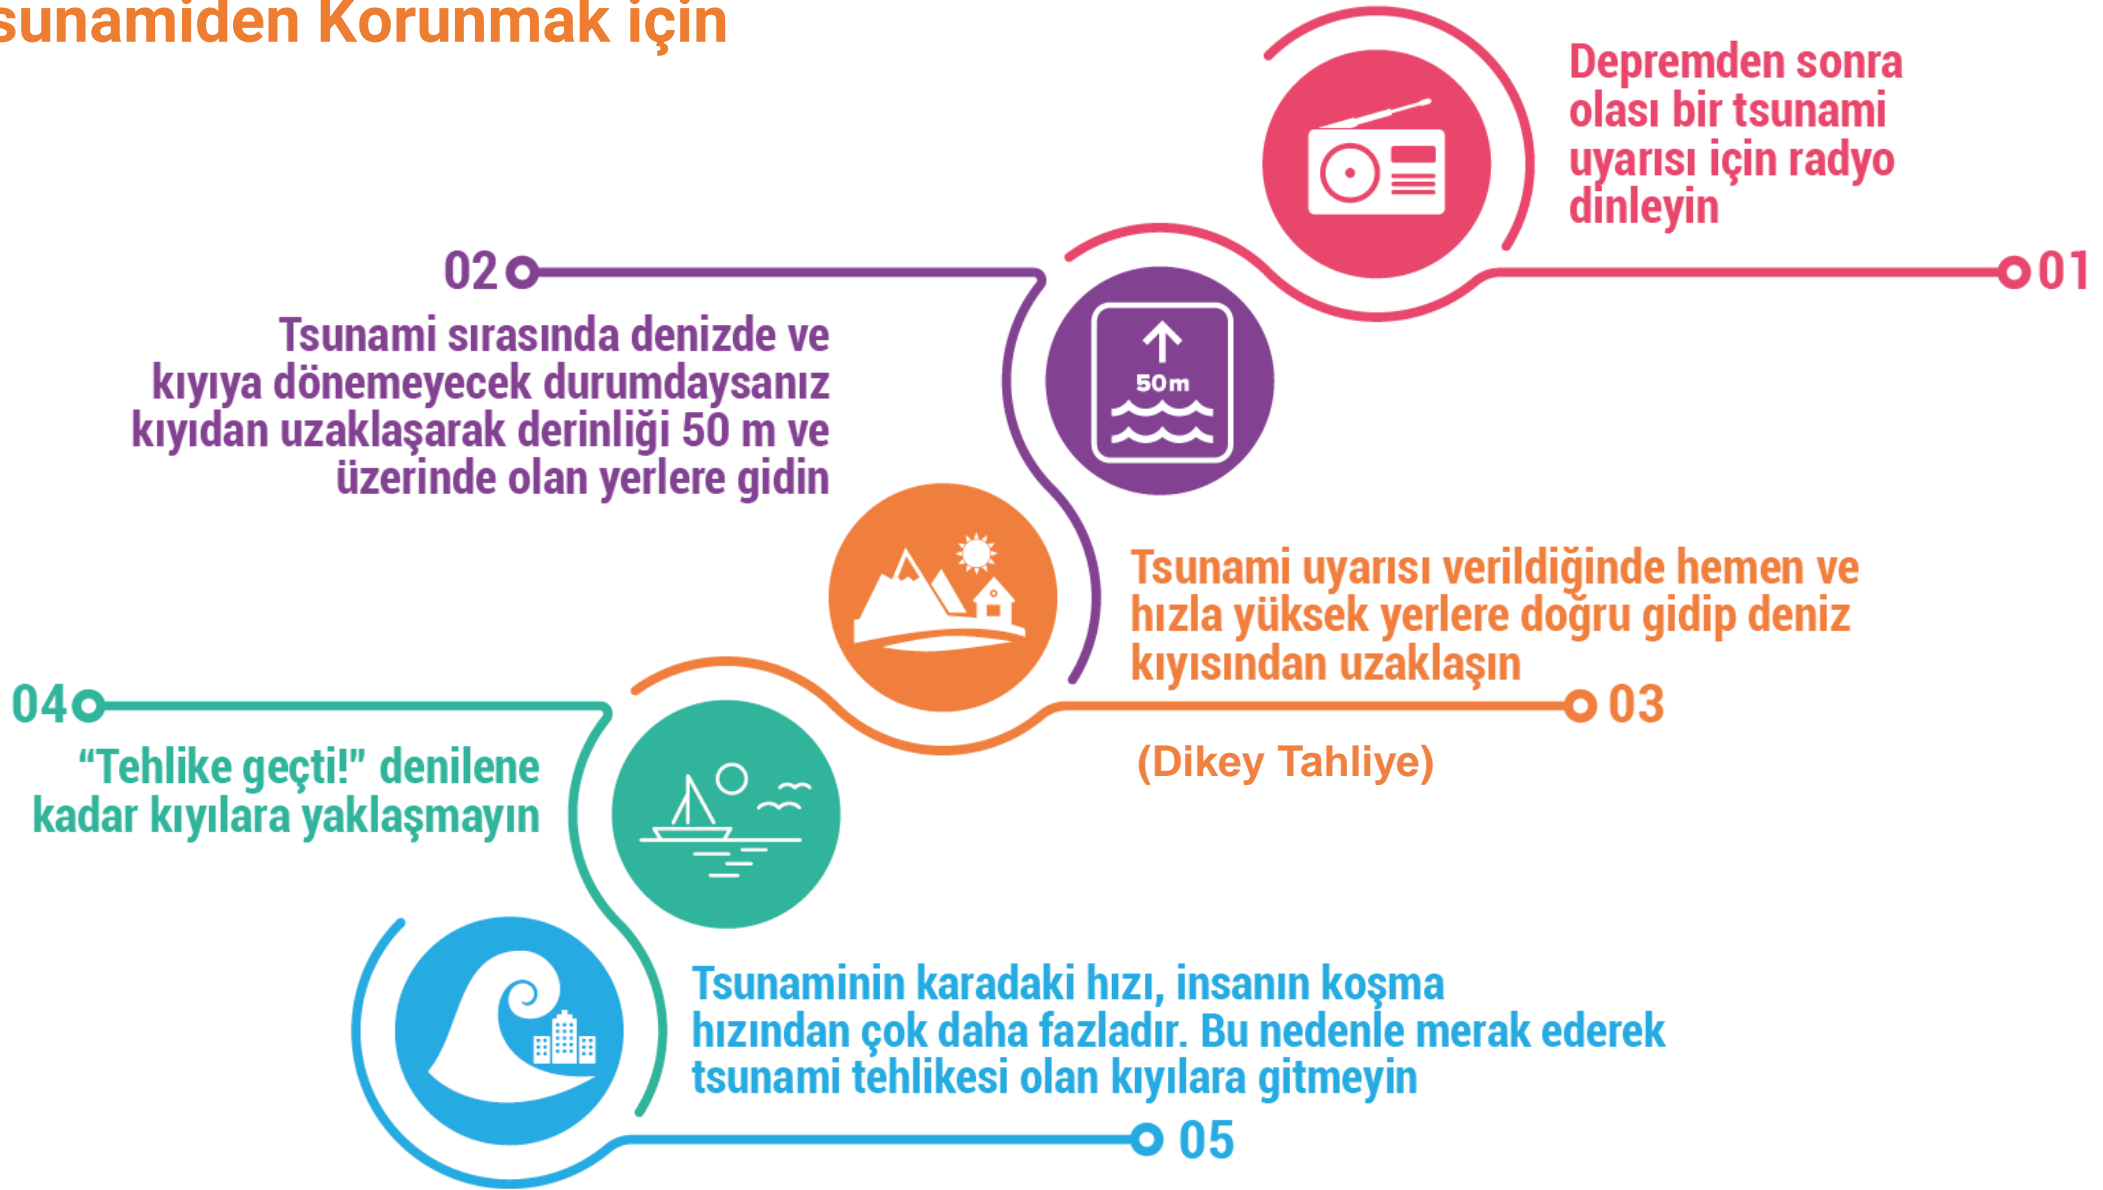 sunamiden Korunmak için
Depremden sonra
olası bir tsunami
uyarısı için radyo
dinleyin
01
02
Tsunami sırasında denizde ve
kıyıya dönemeyecek durumdaysanız
kıyıdan uzaklaşarak derinliği 50 m ve
üzerinde olan yerlere gidin
50m
Tsunami uyarısı verildiğinde hemen ve
hızla yüksek yerlere doğru gidip deniz
kıyısından uzaklaşın
03
(Dikey Tahliye)
04
“Tehlike geçti!” denilene
kadar kıyılara yaklaşmayın
Tsunaminin karadaki hızı, insanın koşma
hızından çok daha fazladır. Bu nedenle merak ederek
tsunami tehlikesi olan kıyılara gitmeyin
05